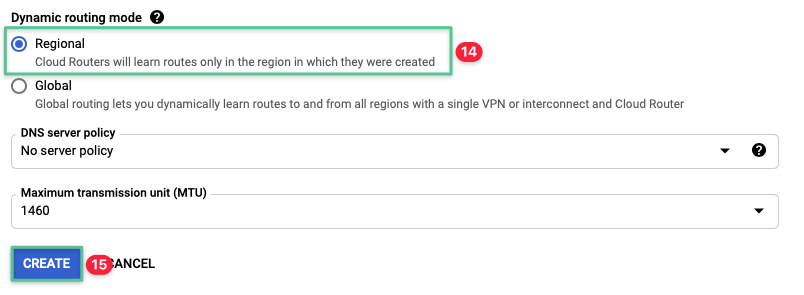 Dynamic routing mode ?
Regional
Cloud Routers will learn routes only in the region in which they were created
14
Global
Global routing lets you dynamically learn routes to and from all regions with a single VPN or interconnect and Cloud Router
DNS server policy
No server policy
?
Maximum transmission unit (MTU)
1460
CREATE
15
ANCEL